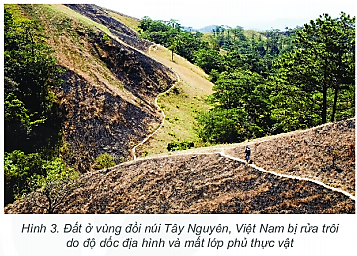 Hình 3. Đất ở vùng đồi núi Tây Nguyên, Việt Nam bị rửa trôi
do độ dốc địa hình và mất lớp phủ thực vật